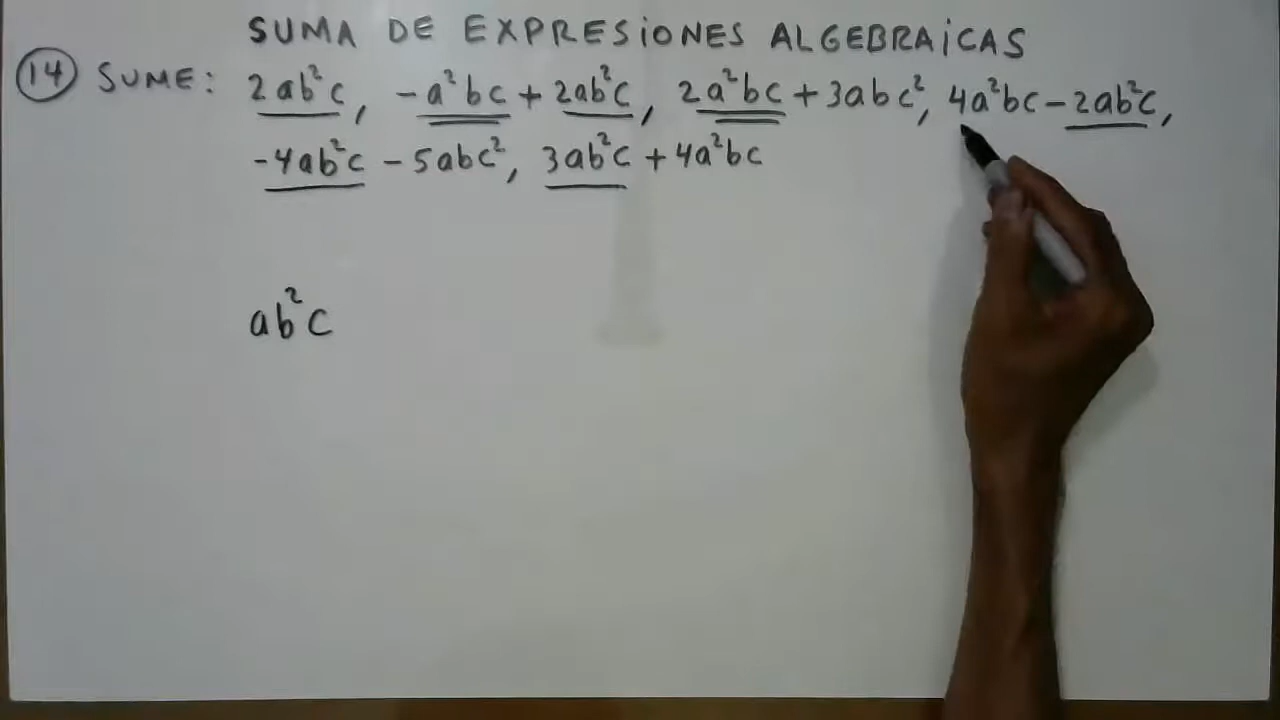 SUMA DE EXPRESIONES ALGEBRAICAS
14 SUME: 2ab²c, -a²bc + 2ab²c, 2a²bc + 3abc², 4a²bc - 2ab²c,
-4ab²c - 5abc², 3ab²c + 4a²bc
ab²c